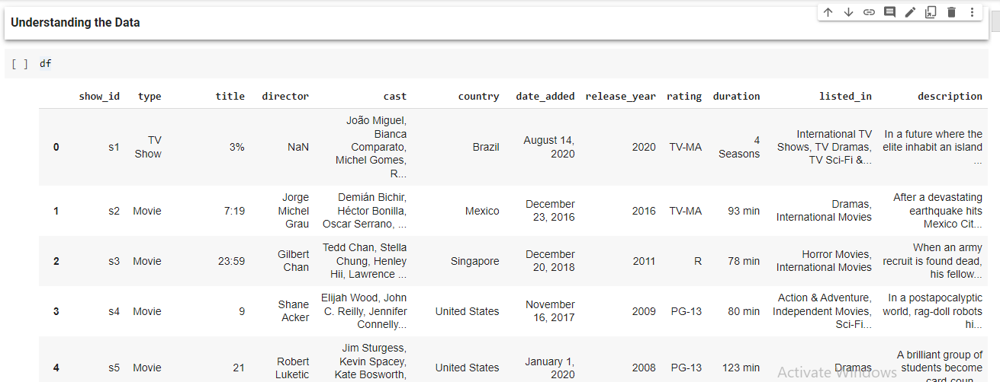 Understanding the Data
[ ] df
show_id type title director cast country date_added release_year rating duration listed_in description
0 s1 TV Show 3% NaN João Miguel, Bianca Comparato, Michel Gomes, R... Brazil August 14, 2020 2020 TV-MA 4 Seasons International TV Shows, TV Dramas, TV Sci-Fi &... In a future where the elite inhabit an island ...
1 s2 Movie 7:19 Jorge Michel Grau Demián Bichir, Héctor Bonilla, Oscar Serrano, ... Mexico December 23, 2016 2016 TV-MA 93 min Dramas, International Movies After a devastating earthquake hits Mexico Cit...
2 s3 Movie 23:59 Gilbert Chan Tedd Chan, Stella Chung, Henley Hii, Lawrence ... Singapore December 20, 2018 2011 R 78 min Horror Movies, International Movies When an army recruit is found dead, his fellow...
3 s4 Movie 9 Shane Acker Elijah Wood, John C. Reilly, Jennifer Connelly... United States November 16, 2017 2009 PG-13 80 min Action & Adventure, Independent Movies, Sci-Fi... In a postapocalyptic world, rag-doll robots hi...
4 s5 Movie 21 Robert Luketic Jim Sturgess, Kevin Spacey, Kate Bosworth, United States January 1, 2020 2008 PG-13 123 min Dramas A brilliant group of students become card-coun...
Activate Windows